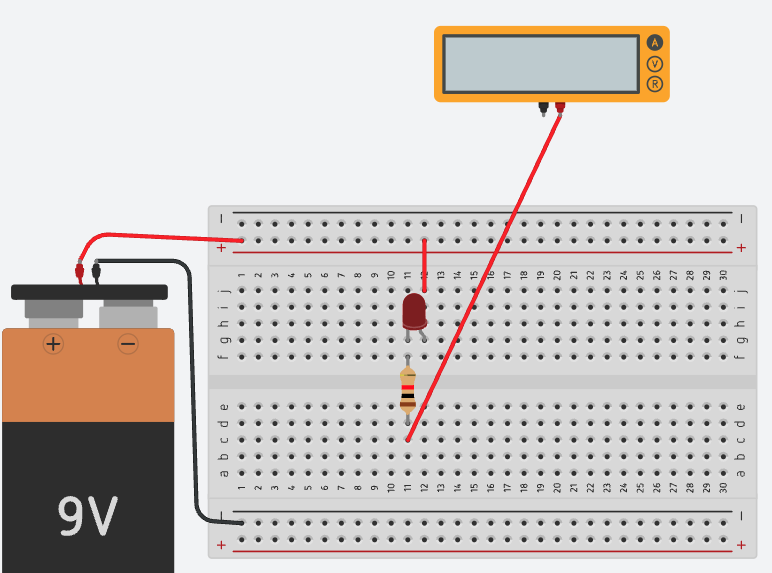 A
V
R
−
−
+
+
1 2 3 4 5 6 7 8 9 10 11 12 13 14 15 16 17 18 19 20 21 22 23 24 25 26 27 28 29 30
j j
i i
h h
g g
f f
+ −
e e
d d
c c
b b
a a
1 2 3 4 5 6 7 8 9 10 11 12 13 14 15 16 17 18 19 20 21 22 23 24 25 26 27 28 29 30
9V
− −
+ +